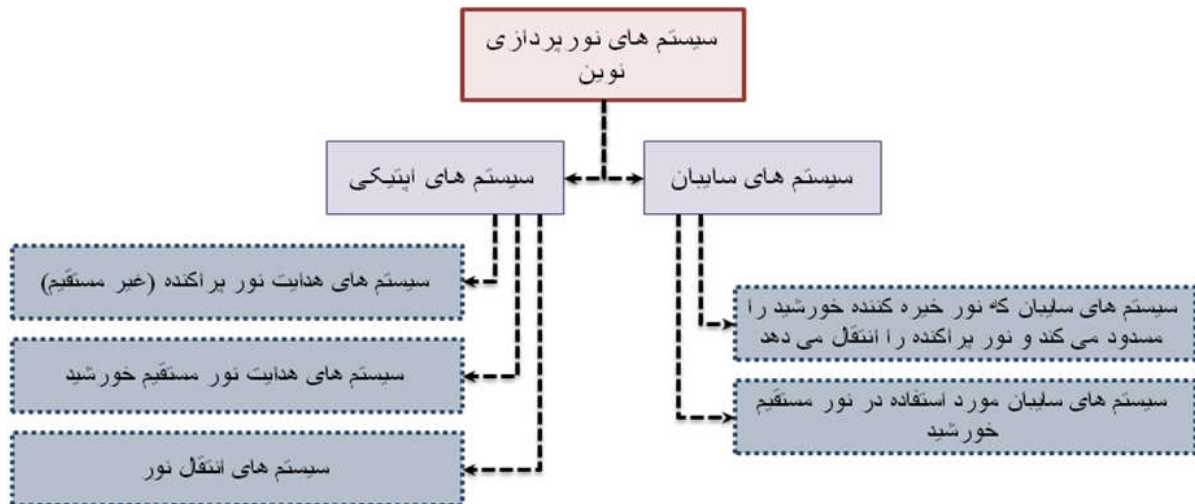 سیستم های نورپردازی
نوین
سیستم های سایبان
سیستم های اپتیکی
سیستم های سایبان که نور خیره کننده خورشید را
مسدود می کند و نور پراکنده را انتقال می دهد
سیستم های سایبان مورد استفاده در نور مستقیم
خورشید
سیستم های هدایت نور پراکنده (غیر مستقیم)
سیستم های هدایت نور مستقیم خورشید
سیستم های انتقال نور